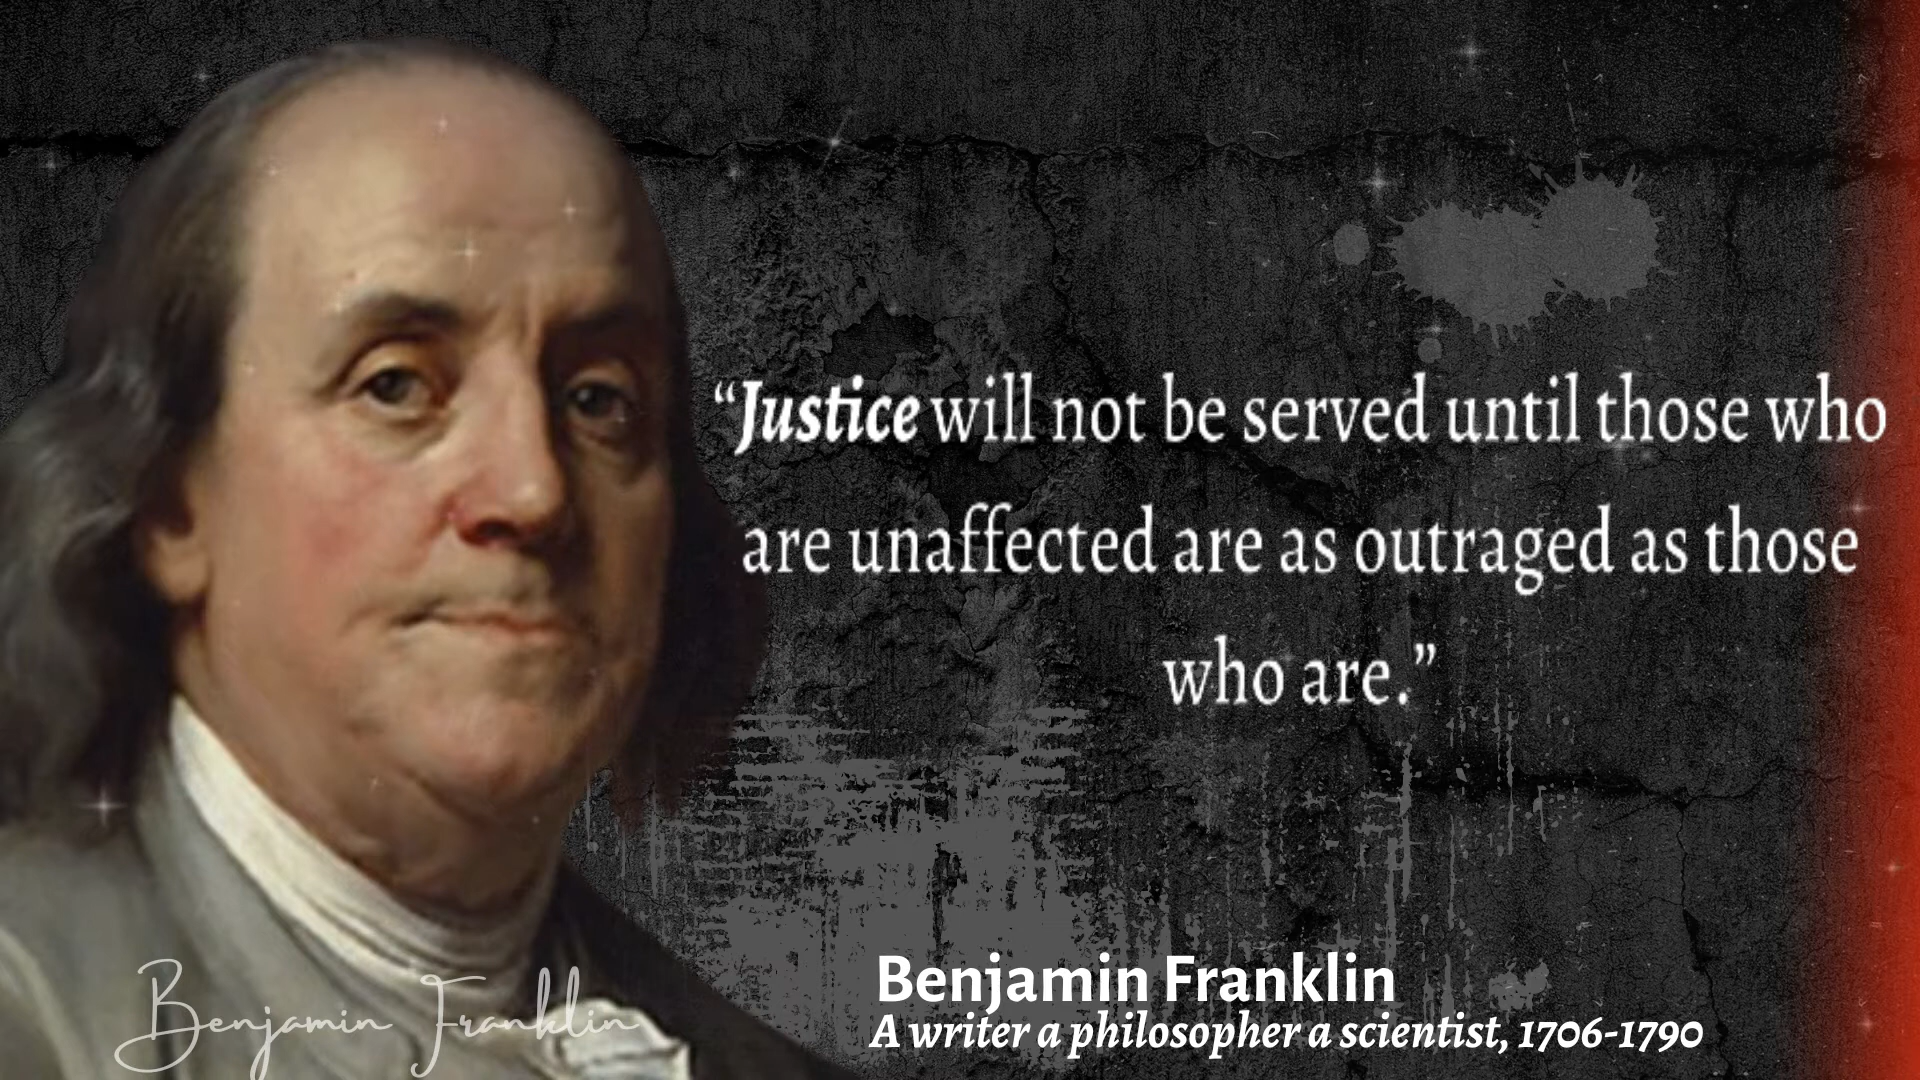 “Justice will not be served until those who
are unaffected are as outraged as those
who are.”
Benjamin Franklin
A writer a philosopher a scientist, 1706-1790
Benjamin Franklin